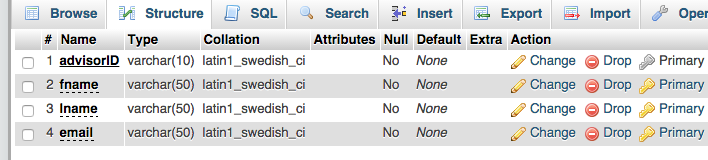 Browse Structure SQL Search Insert Export Import Oper
# Name Type Collation Attributes Null Default Extra Action
1 advisorID varchar(10) latin1_swedish_ci No None Change Drop Primary
2 fname varchar(50) latin1_swedish_ci No None Change Drop Primary
3 lname varchar(50) latin1_swedish_ci No None Change Drop Primary
4 email varchar(50) latin1_swedish_ci No None Change Drop Primary